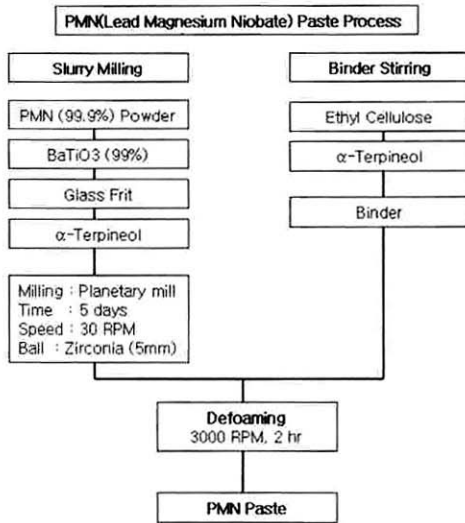 PMN(Lead Magnesium Niobate) Paste Process
Slurry Milling
PMN (99.9%) Powder
BaTiO3 (99%)
Glass Frit
α-Terpineol
Milling : Planetary mill
Time : 5 days
Speed : 30 RPM
Ball : Zirconia (5mm)
Binder Stirring
Ethyl Cellulose
α-Terpineol
Binder
Defoaming
3000 RPM, 2 hr
PMN Paste